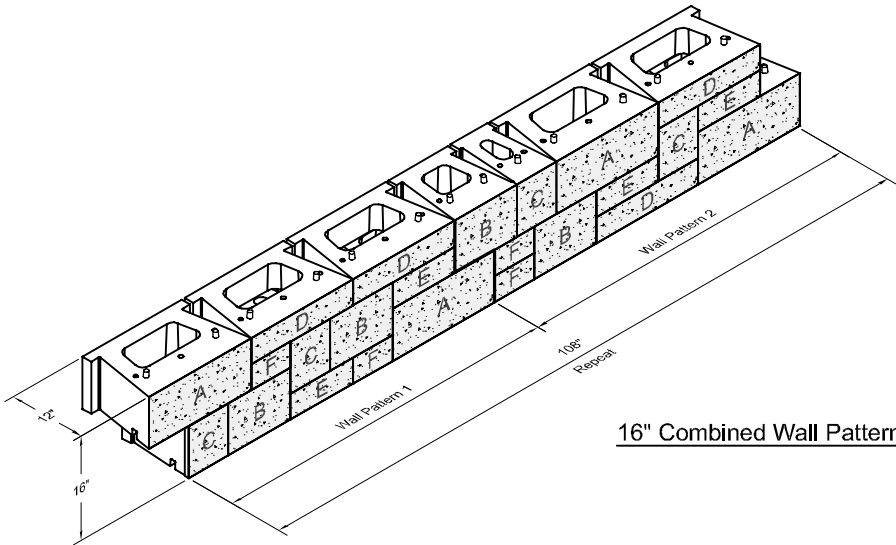 D
E
A
C
A
E
D
C
B
B
F
F
D
E
A
D
B
F
C
F
E
A
B
C
Wall Pattern 2
108"
Repeat
Wall Pattern 1
12"
16"
16" Combined Wall Pattern